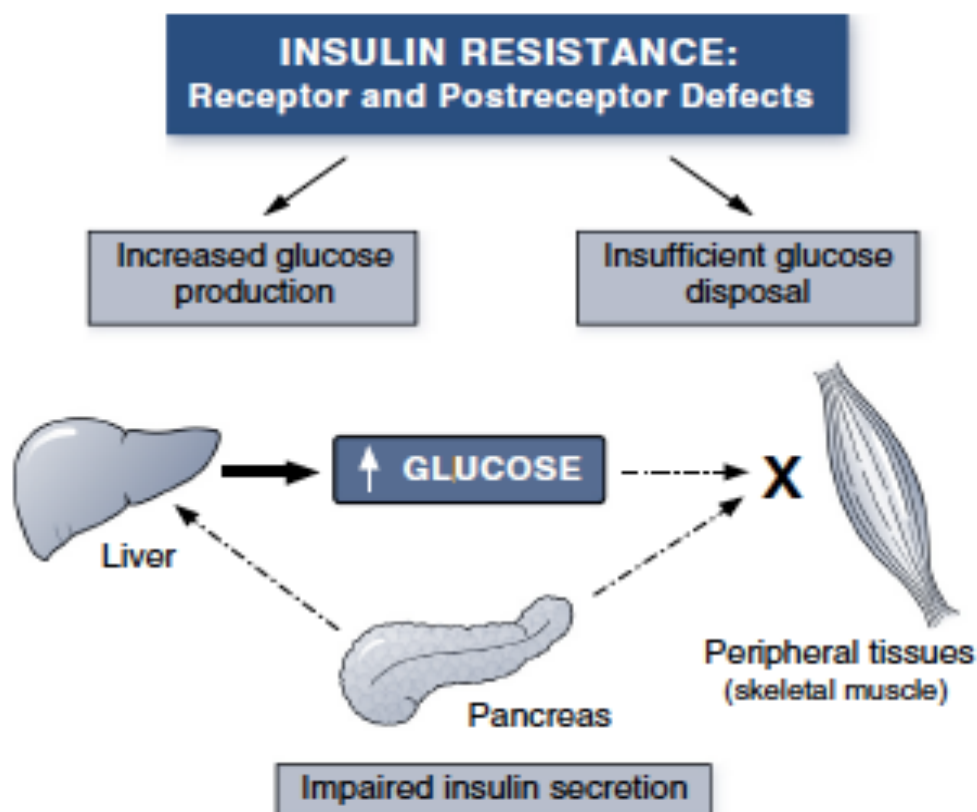 INSULIN RESISTANCE:
Receptor and Postreceptor Defects
Increased glucose
production
Insufficient glucose
disposal
↑ GLUCOSE
X
Liver
Pancreas
Peripheral tissues
(skeletal muscle)
Impaired insulin secretion